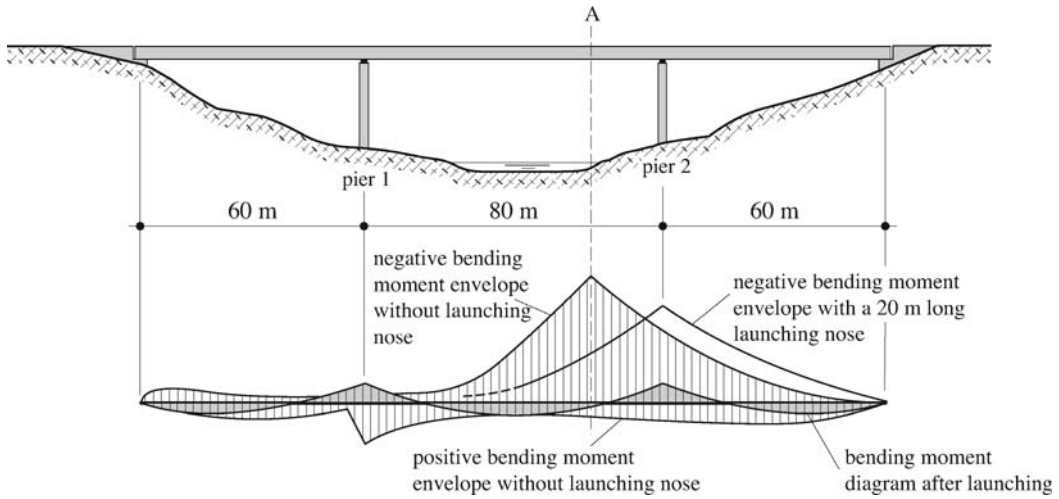 A
pier 1
pier 2
60 m
80 m
60 m
negative bending
moment envelope
without launching
nose
negative bending moment
envelope with a 20 m long
launching nose
positive bending moment
envelope without launching nose
bending moment
diagram after launching